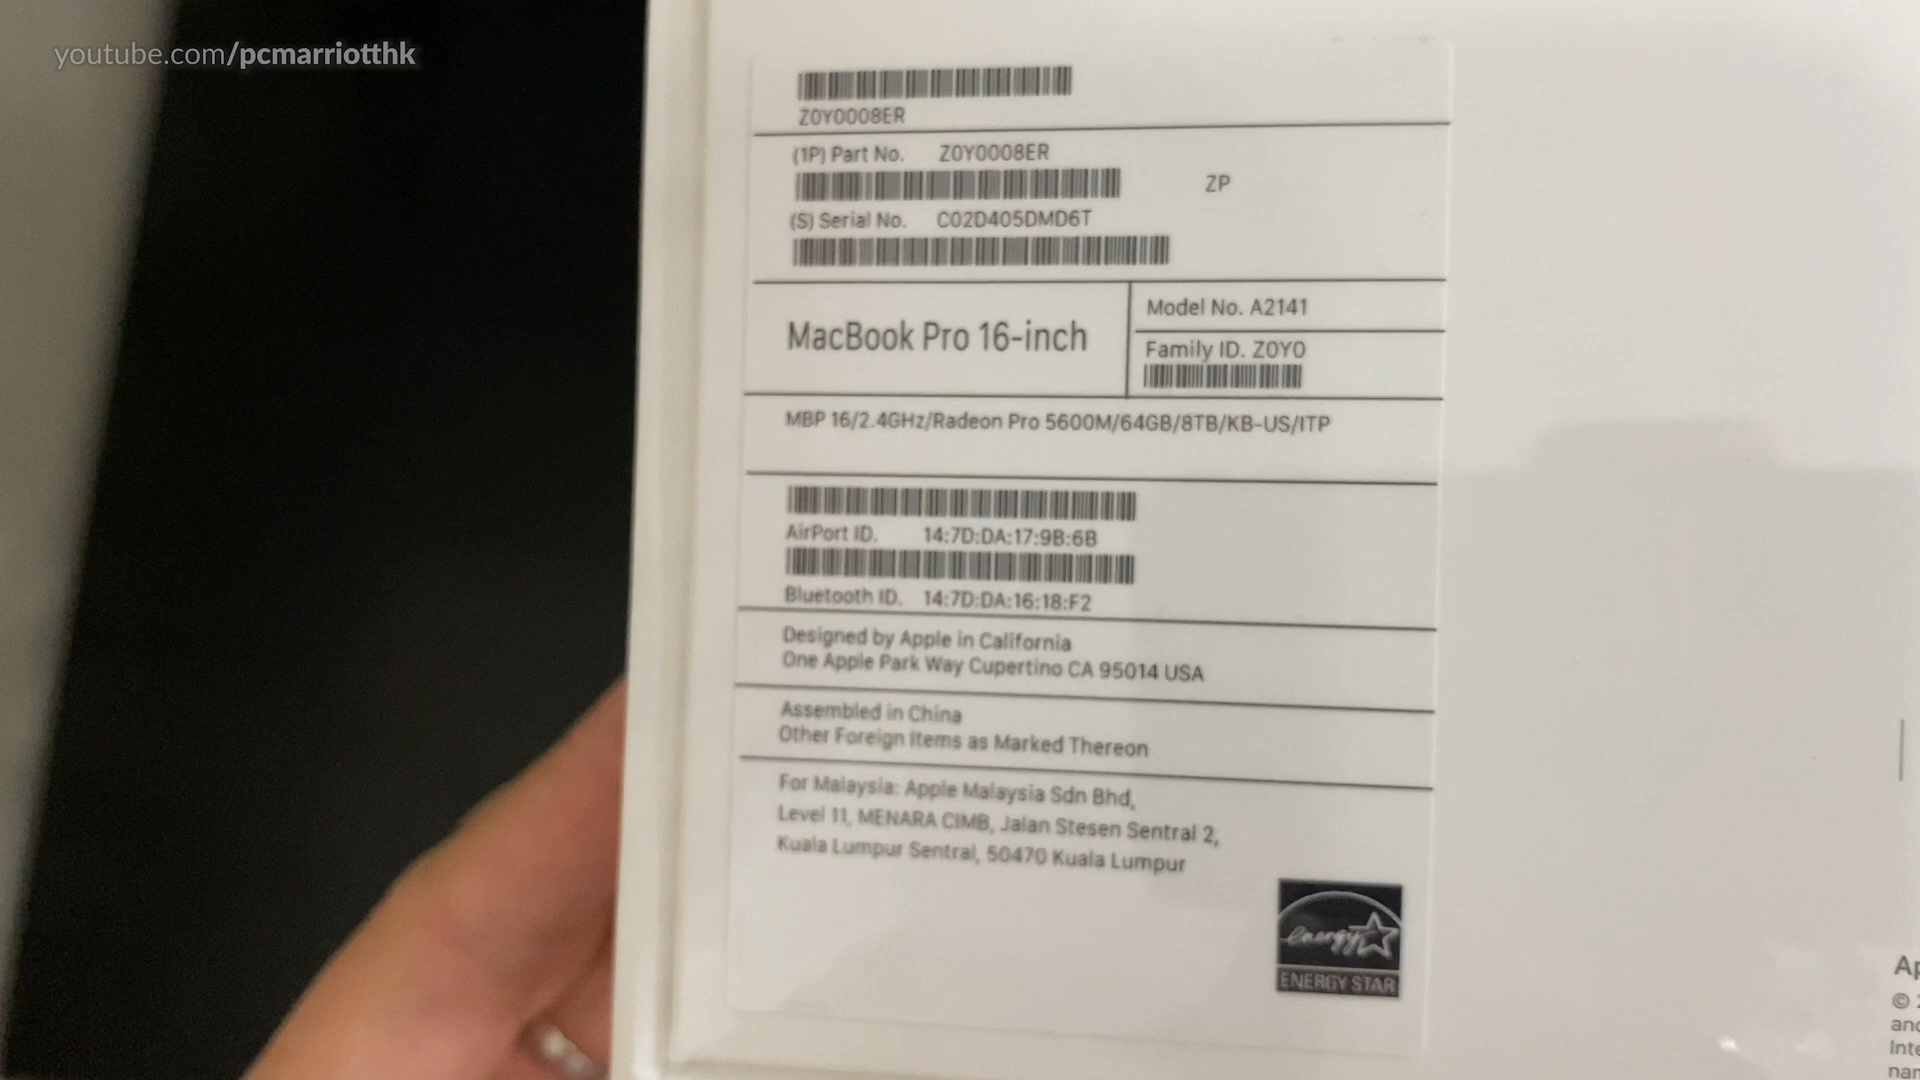 youtube.com/pcmarriotthk
Z0Y0008ER
(1P) Part No. Z0Y0008ER
ZP
(S) Serial No. C02D405DMD6T
MacBook Pro 16-inch
Model No. A2141
Family ID. Z0Y0
MBP 16/2.4GHz/Radeon Pro 5600M/64GB/8TB/KB-US/ITP
AirPort ID. 14:7D:DA:17:9B:6B
Bluetooth ID. 14:7D:DA:16:18:F2
Designed by Apple in California
One Apple Park Way Cupertino CA 95014 USA
Assembled in China
Other Foreign Items as Marked Thereon
For Malaysia: Apple Malaysia Sdn Bhd,
Level 11, MENARA CIMB, Jalan Stesen Sentral 2,
Kuala Lumpur Sentral, 50470 Kuala Lumpur
energy
ENERGY STAR